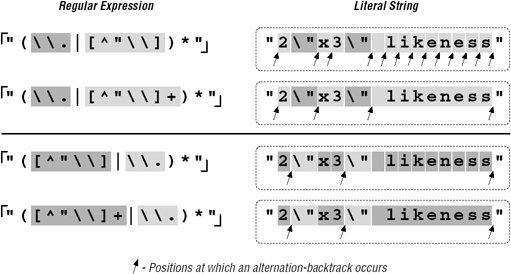 Regular Expression Literal String
"(\\.|[^"\\])*" "2\"x3\" likeness"
"(\\.|[^"\\]+)*" "2\"x3\" likeness"
"([^"\\]|\\.)*" "2\"x3\" likeness"
"([^"\\]+|\\.)*" "2\"x3\" likeness"
- Positions at which an alternation-backtrack occurs